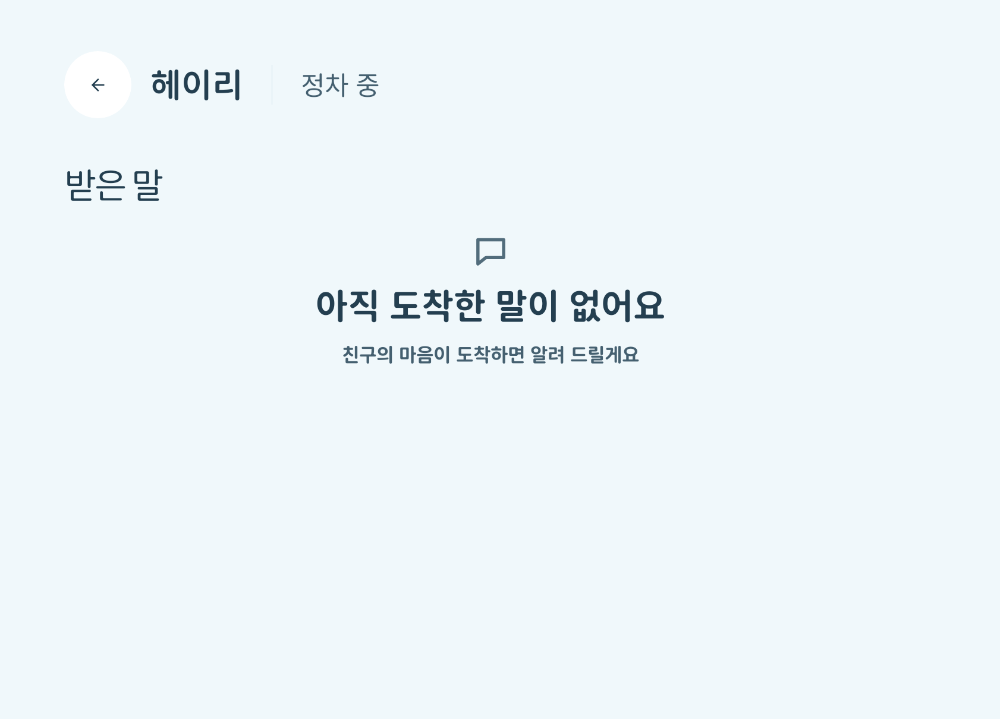 헤이리 정차 중
받은 말
아직 도착한 말이 없어요
친구의 마음이 도착하면 알려 드릴게요